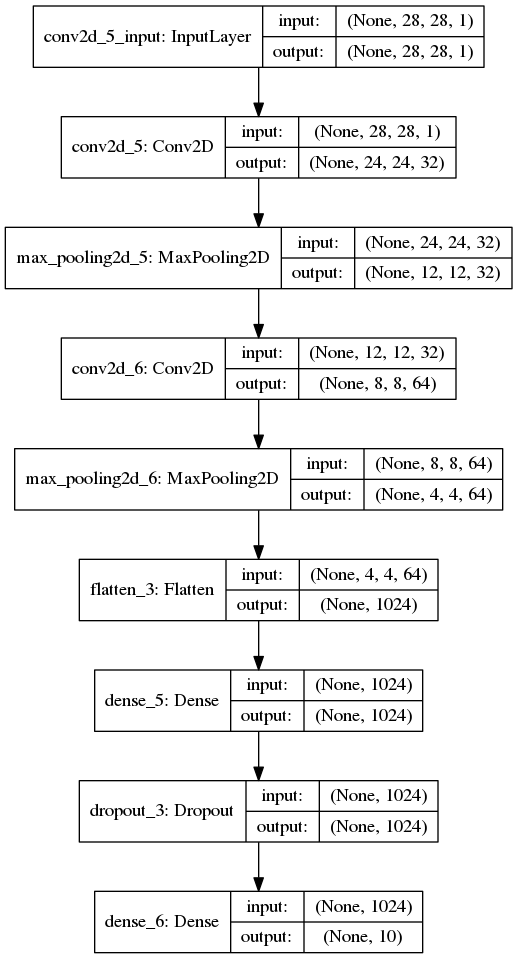 conv2d_5_input: InputLayer
input: (None, 28, 28, 1)
output: (None, 28, 28, 1)
conv2d_5: Conv2D
input: (None, 28, 28, 1)
output: (None, 24, 24, 32)
max_pooling2d_5: MaxPooling2D
input: (None, 24, 24, 32)
output: (None, 12, 12, 32)
conv2d_6: Conv2D
input: (None, 12, 12, 32)
output: (None, 8, 8, 64)
max_pooling2d_6: MaxPooling2D
input: (None, 8, 8, 64)
output: (None, 4, 4, 64)
flatten_3: Flatten
input: (None, 4, 4, 64)
output: (None, 1024)
dense_5: Dense
input: (None, 1024)
output: (None, 1024)
dropout_3: Dropout
input: (None, 1024)
output: (None, 1024)
dense_6: Dense
input: (None, 1024)
output: (None, 10)